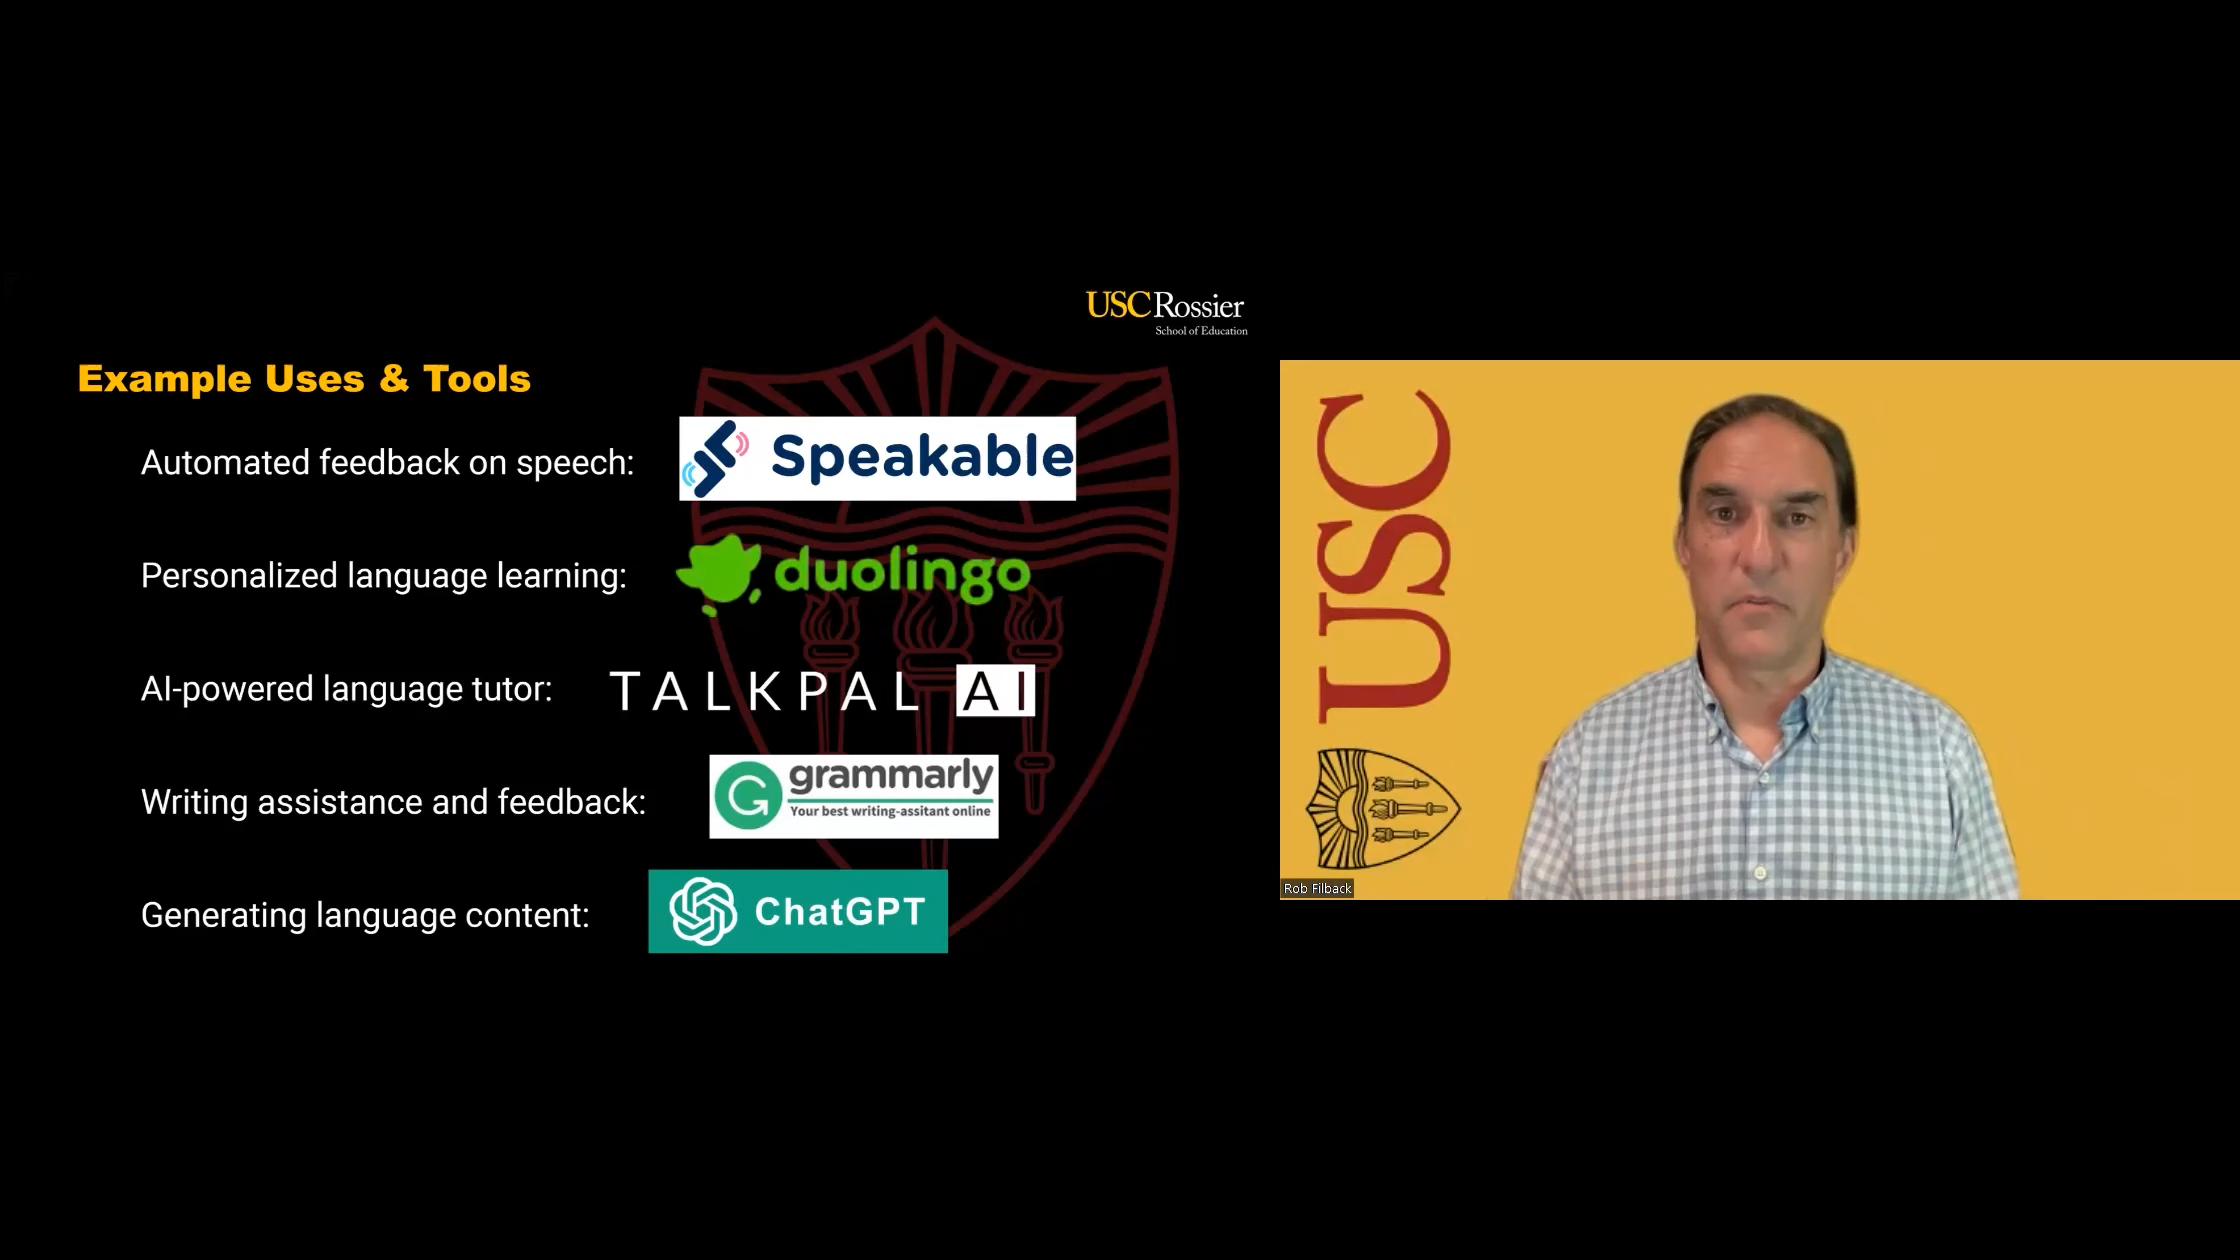 USC Rossier
School of Education
Example Uses & Tools
Automated feedback on speech:
Speakable
Personalized language learning:
duolingo
AI-powered language tutor:
TALKPAL AI
Writing assistance and feedback:
grammarly
Your best writing-assitant online
Generating language content:
ChatGPT
USC
Rob Filback